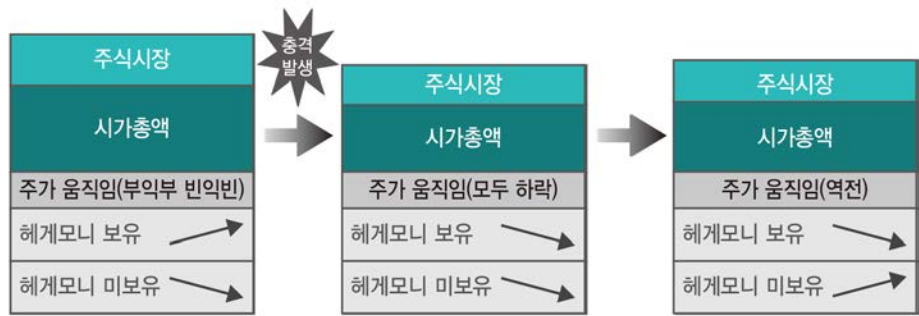 주식시장
시가총액
주가 움직임(부익부 빈익빈)
헤게모니 보유
헤게모니 미보유
충격
발생
주식시장
시가총액
주가 움직임(모두 하락)
헤게모니 보유
헤게모니 미보유
주식시장
시가총액
주가 움직임(역전)
헤게모니 보유
헤게모니 미보유